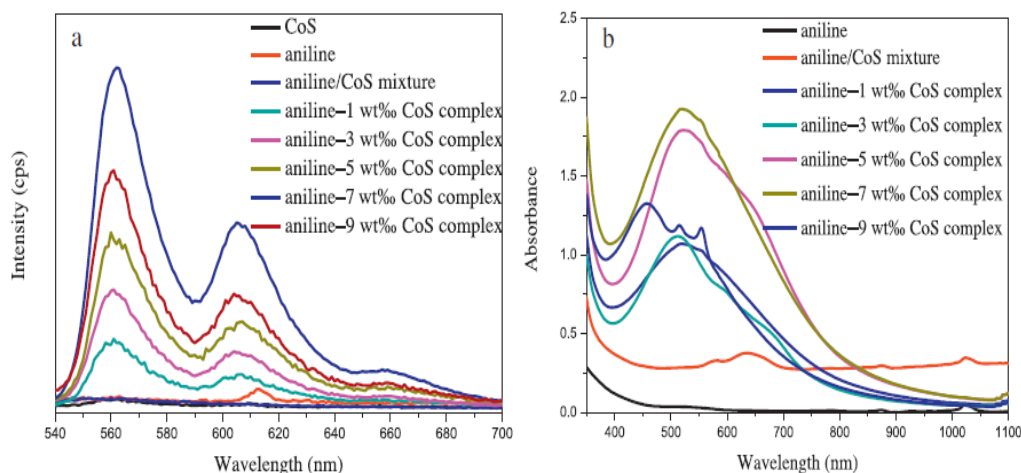 a
CoS
aniline
aniline/CoS mixture
aniline–1 wt‰ CoS complex
aniline–3 wt‰ CoS complex
aniline–5 wt‰ CoS complex
aniline–7 wt‰ CoS complex
aniline–9 wt‰ CoS complex
Intensity (cps)
540 560 580 600 620 640 660 680 700
Wavelength (nm)
b
aniline
aniline/CoS mixture
aniline–1 wt‰ CoS complex
aniline–3 wt‰ CoS complex
aniline–5 wt‰ CoS complex
aniline–7 wt‰ CoS complex
aniline–9 wt‰ CoS complex
Absorbance
2.5
2.0
1.5
1.0
0.5
0.0
400 500 600 700 800 900 1000 1100
Wavelength (nm)